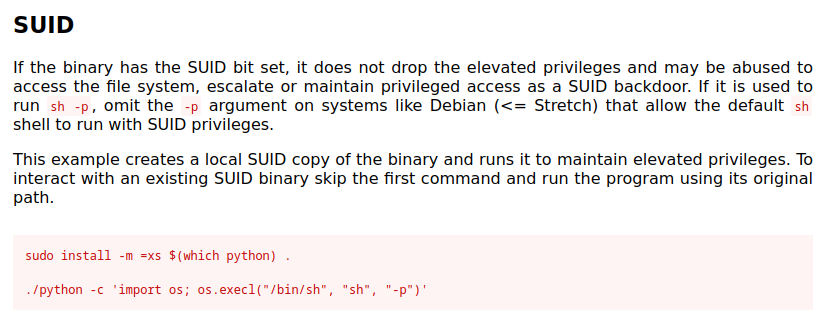 SUID
If the binary has the SUID bit set, it does not drop the elevated privileges and may be abused to
access the file system, escalate or maintain privileged access as a SUID backdoor. If it is used to
run sh -p, omit the -p argument on systems like Debian (<= Stretch) that allow the default sh
shell to run with SUID privileges.
This example creates a local SUID copy of the binary and runs it to maintain elevated privileges. To
interact with an existing SUID binary skip the first command and run the program using its original
path.
sudo install -m =xs $(which python) .
./python -c 'import os; os.execl("/bin/sh", "sh", "-p")'